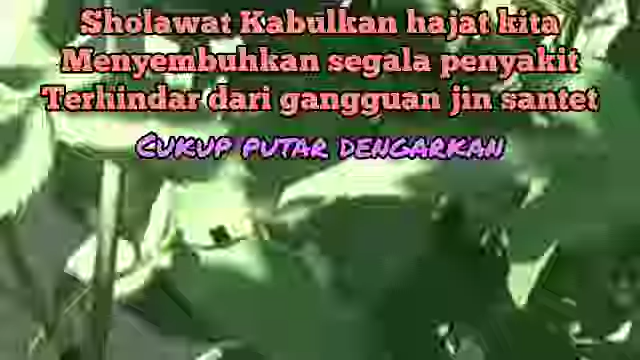 Sholawat Kabulkan hajat kita
Menyembuhkan segala penyakit
Terhindar dari gangguan jin santet
Cukup putar dengarkan